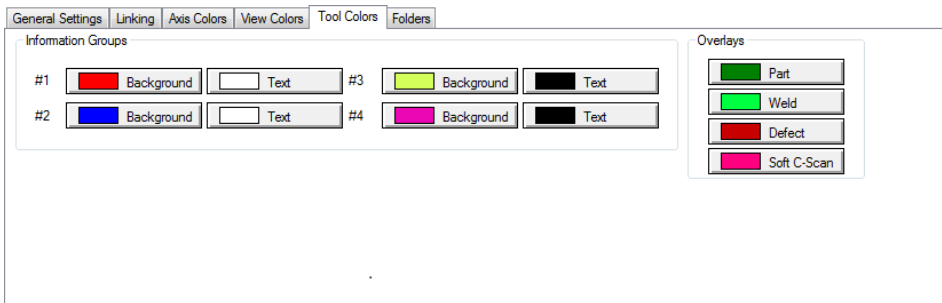 General Settings Linking Axis Colors View Colors Tool Colors Folders
Information Groups
#1 Background Text #3 Background Text
#2 Background Text #4 Background Text
Overlays
Part
Weld
Defect
Soft C-Scan